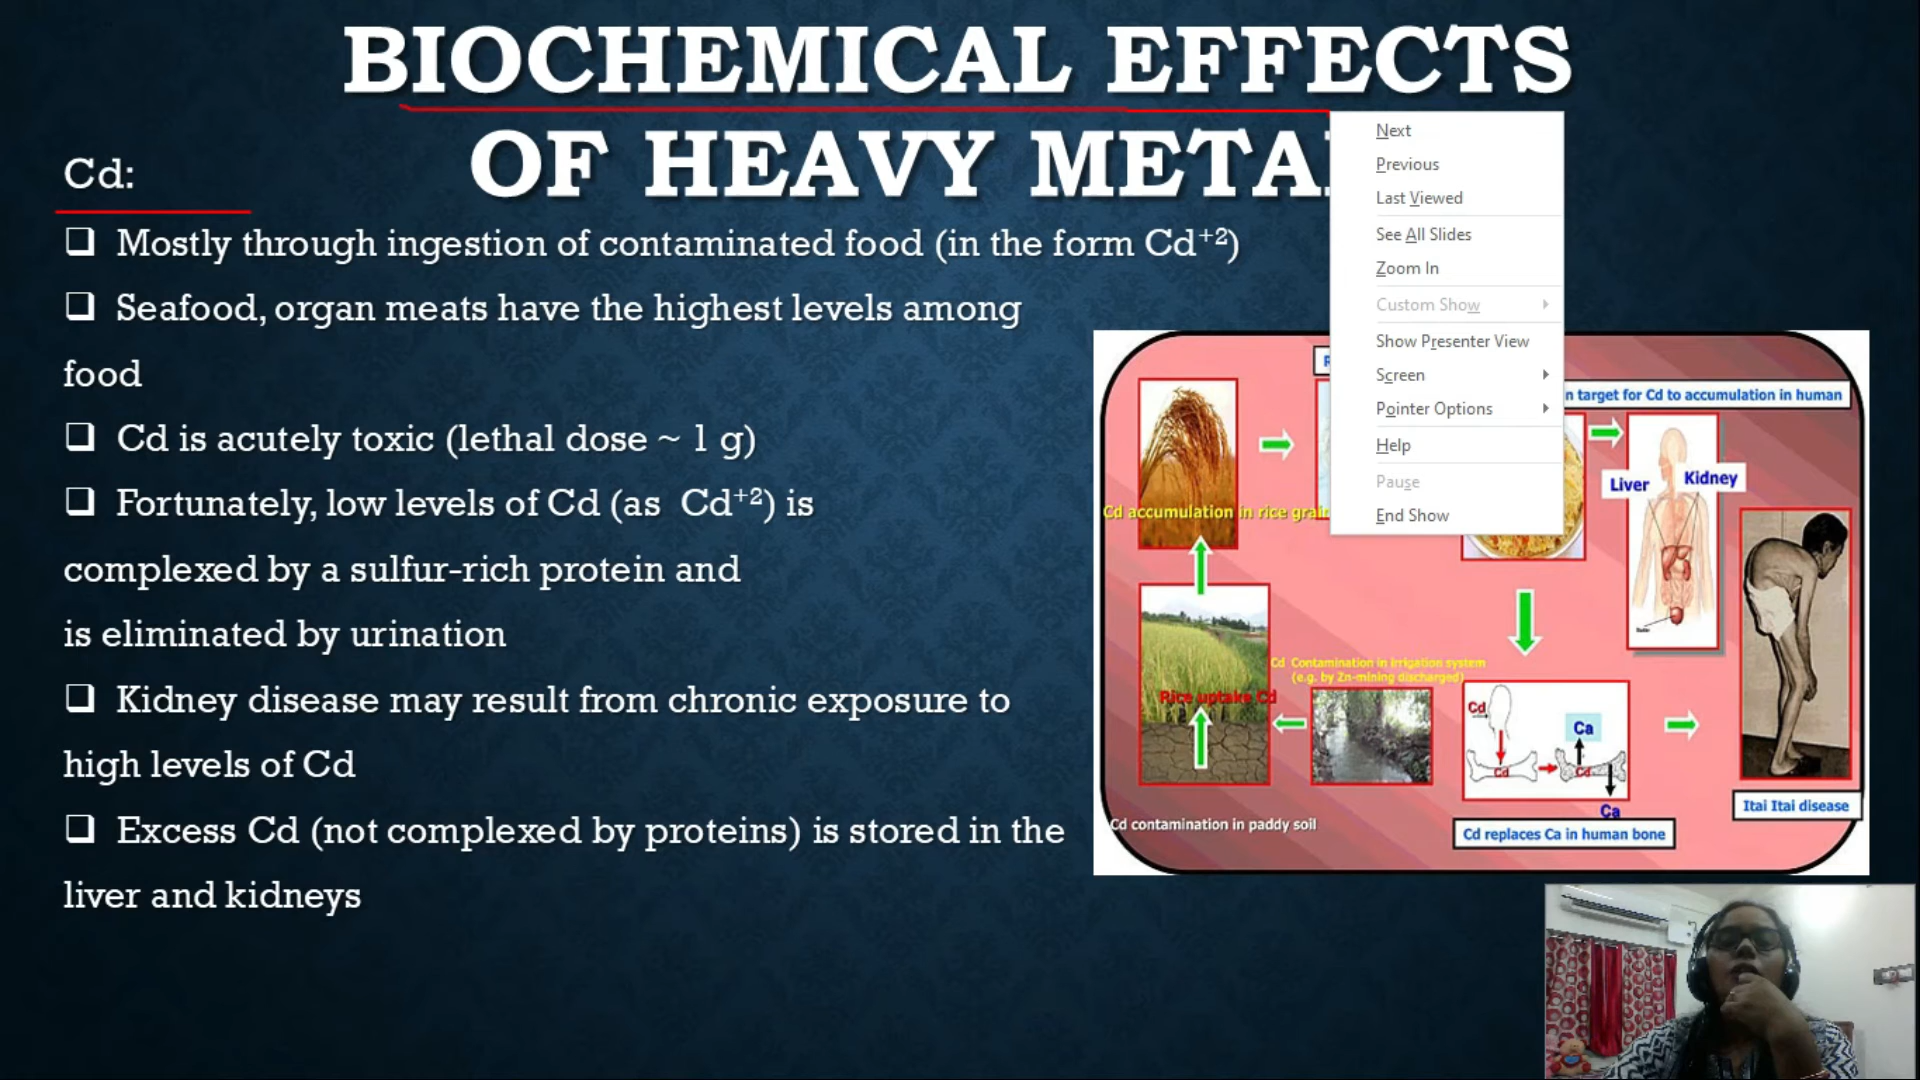 BIOCHEMICAL EFFECTS
OF HEAVY META
Cd:
❑ Mostly through ingestion of contaminated food (in the form Cd⁺²)
❑ Seafood, organ meats have the highest levels among
food
❑ Cd is acutely toxic (lethal dose ~ 1 g)
❑ Fortunately, low levels of Cd (as Cd⁺²) is
complexed by a sulfur-rich protein and
is eliminated by urination
❑ Kidney disease may result from chronic exposure to
high levels of Cd
❑ Excess Cd (not complexed by proteins) is stored in the
liver and kidneys
Next
Previous
Last Viewed
See All Slides
Zoom In
Custom Show
Show Presenter View
Screen
Pointer Options
Help
Pause
End Show
target for Cd to accumulation in human
Liver
Kidney
Cd accumulation in rice grain
Cd Contamination in irrigation system
(e.g. by Zn-mining discharged)
Rice uptake Cd
Cd
Ca
Cd
Cd
Ca
Itai Itai disease
Cd contamination in paddy soil
Cd replaces Ca in human bone